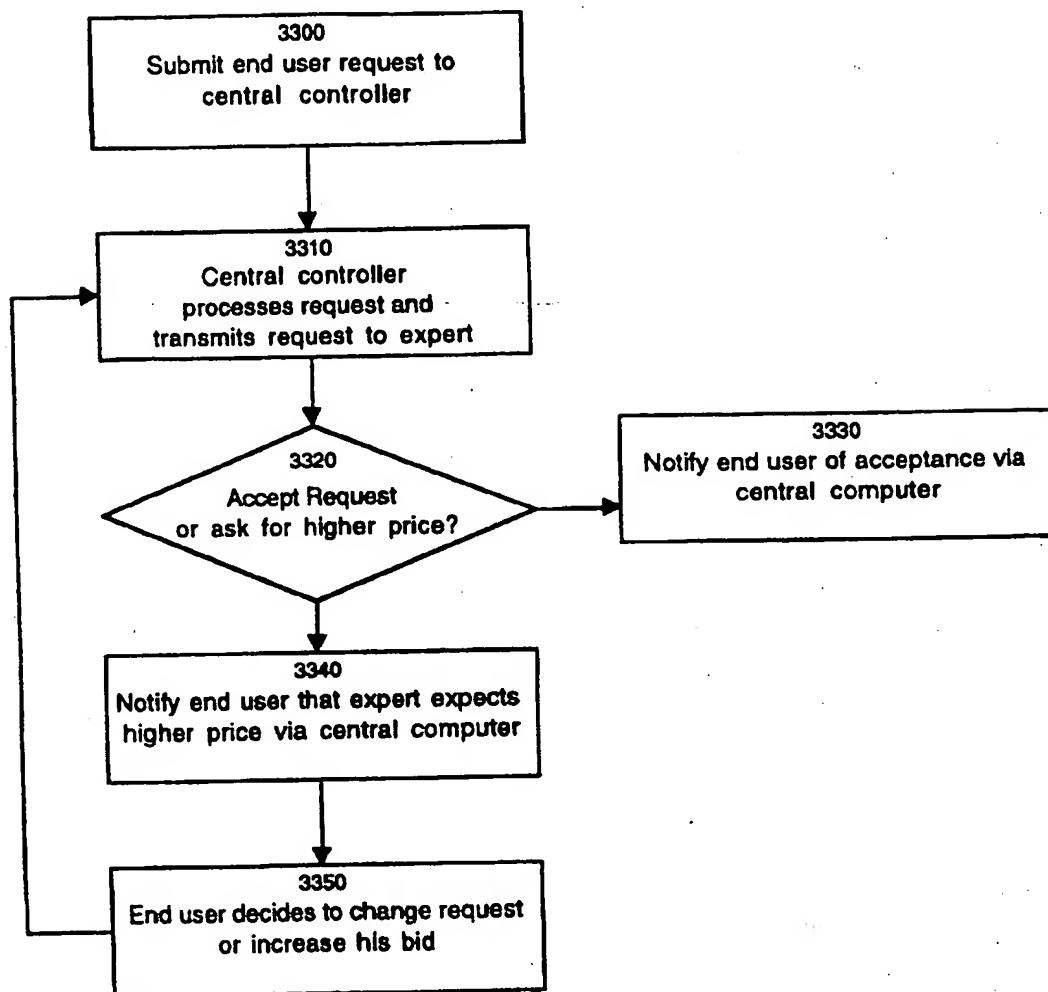 3300
Submit end user request to
central controller
3310
Central controller
processes request and
transmits request to expert
3320
Accept Request
or ask for higher price?
3330
Notify end user of acceptance via
central computer
3340
Notify end user that expert expects
higher price via central computer
3350
End user decides to change request
or increase his bid